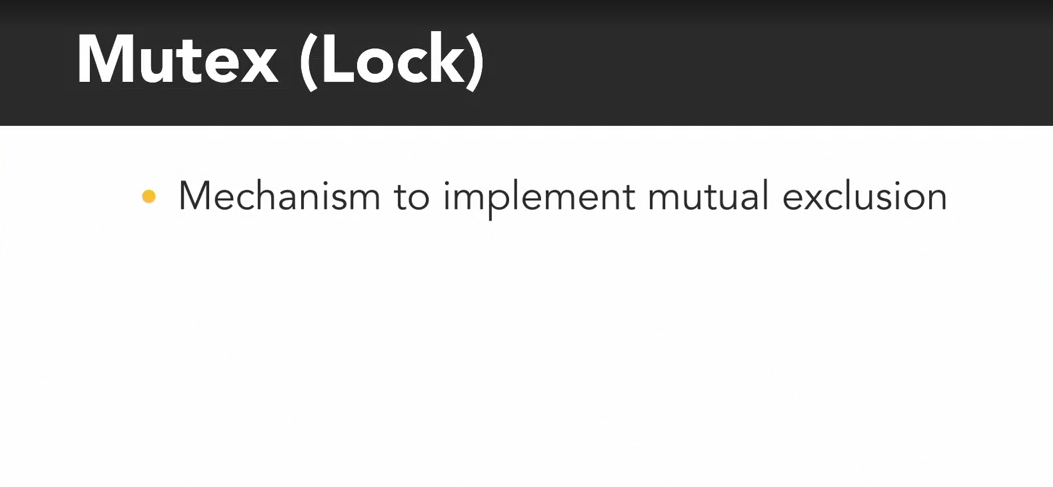 Mutex (Lock)
• Mechanism to implement mutual exclusion